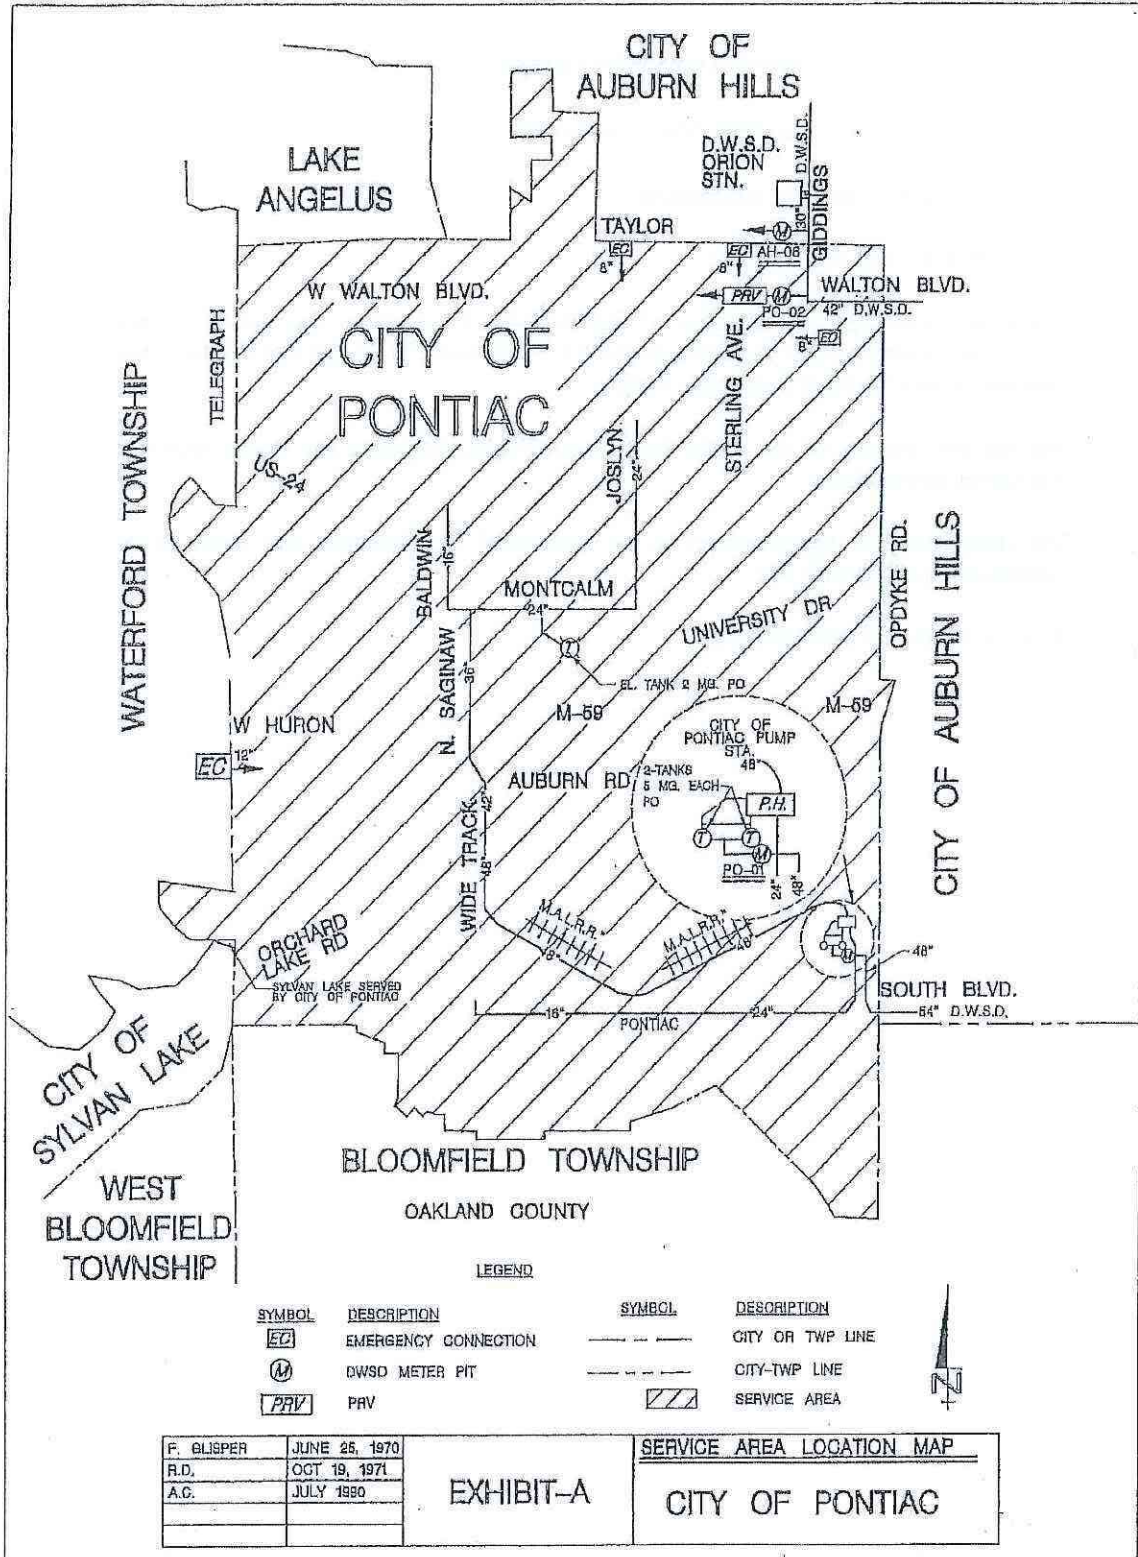 CITY OF
AUBURN HILLS
D.W.S.D.
ORION
STN.
D.W.S.D.
30"
GIDDINGS
LAKE
ANGELUS
TAYLOR
EC
8"
EC
8"
M
AH-06
W WALTON BLVD.
PRV
M
PO-02
WALTON BLVD.
42" D.W.S.D.
8"
EC
TELEGRAPH
CITY OF
PONTIAC
STERLING AVE.
WATERFORD TOWNSHIP
US-24
JOSLYN
24"
BALDWIN
16"
MONTCALM
24"
OPDYKE RD.
CITY OF AUBURN HILLS
UNIVERSITY DR
T
EL. TANK 2 MG. PO
N. SAGINAW
36"
M-59
M-59
W HURON
12"
EC
CITY OF
PONTIAC PUMP
STA.
48"
AUBURN RD
2-TANKS
5 MG. EACH
PO
P.H.
T
T
M
PO-01
24"
48"
WIDE TRACK
42"
48"
M.A.L.R.R.
48"
M.A.L.R.R.
48"
M
48"
ORCHARD
LAKE RD
SYLVAN LAKE SERVED
BY CITY OF PONTIAC
SOUTH BLVD.
54" D.W.S.D.
16"
24"
PONTIAC
CITY OF
SYLVAN LAKE
BLOOMFIELD TOWNSHIP
OAKLAND COUNTY
WEST
BLOOMFIELD
TOWNSHIP
LEGEND
SYMBOL DESCRIPTION SYMBOL DESCRIPTION
EC EMERGENCY CONNECTION CITY OR TWP LINE
M DWSD METER PIT CITY-TWP LINE
PRV PRV SERVICE AREA
N
F. GLISPER JUNE 25, 1970
R.D. OCT 19, 1971
A.C. JULY 1990
EXHIBIT-A
SERVICE AREA LOCATION MAP
CITY OF PONTIAC